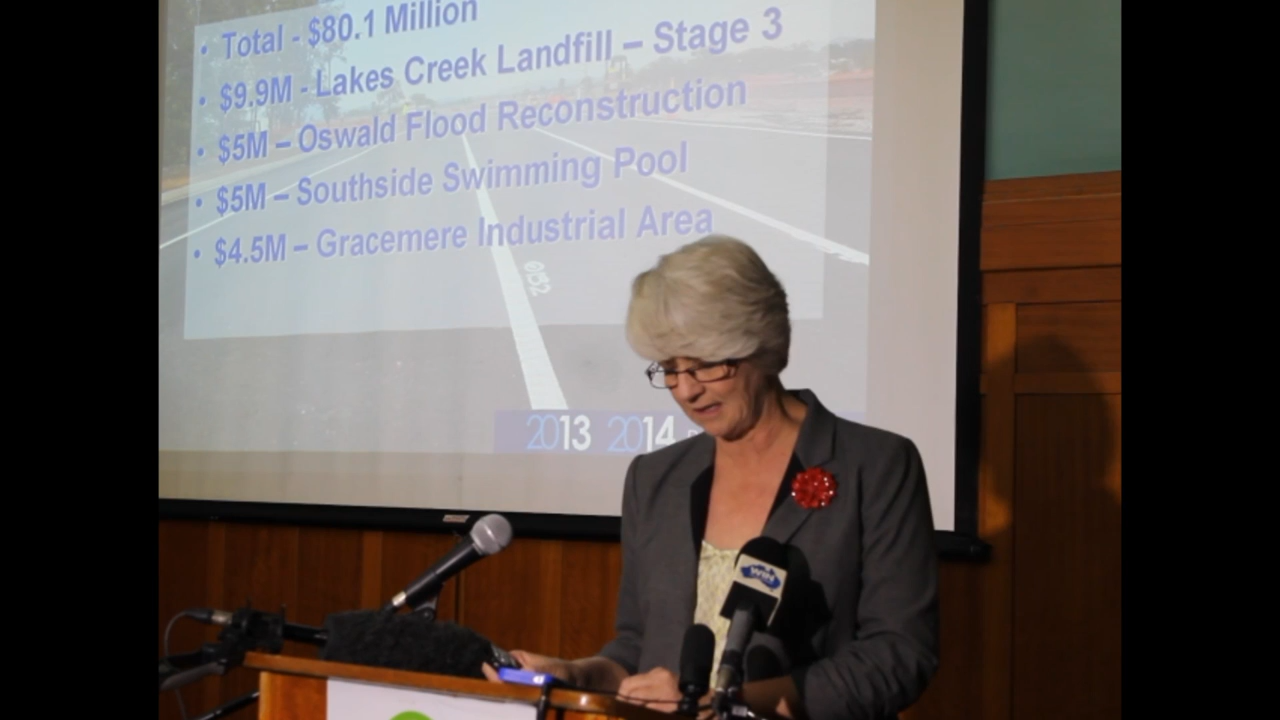 • Total - $80.1 Million
• $9.9M - Lakes Creek Landfill – Stage 3
• $5M – Oswald Flood Reconstruction
• $5M – Southside Swimming Pool
• $4.5M – Gracemere Industrial Area
2013 2014
WIN